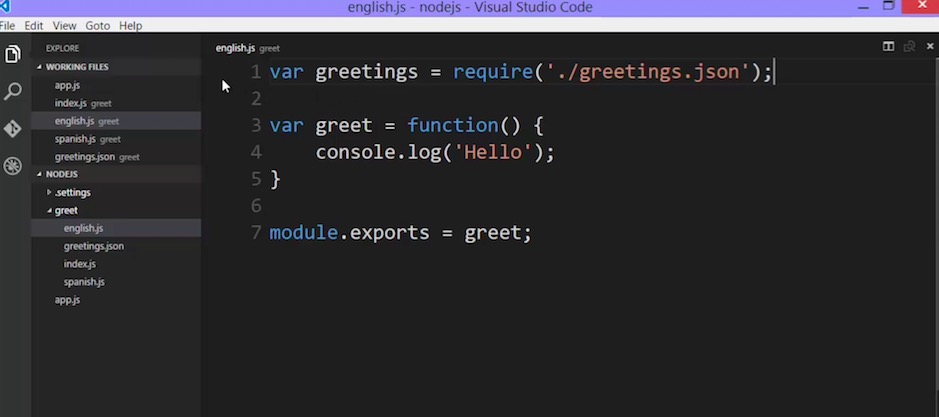 english.js - nodejs - Visual Studio Code
File Edit View Goto Help
EXPLORE
WORKING FILES
app.js
index.js greet
english.js greet
spanish.js greet
greetings.json greet
NODEJS
.settings
greet
english.js
greetings.json
index.js
spanish.js
app.js
english.js greet
1 var greetings = require('./greetings.json');
2
3 var greet = function() {
4 console.log('Hello');
5 }
6
7 module.exports = greet;